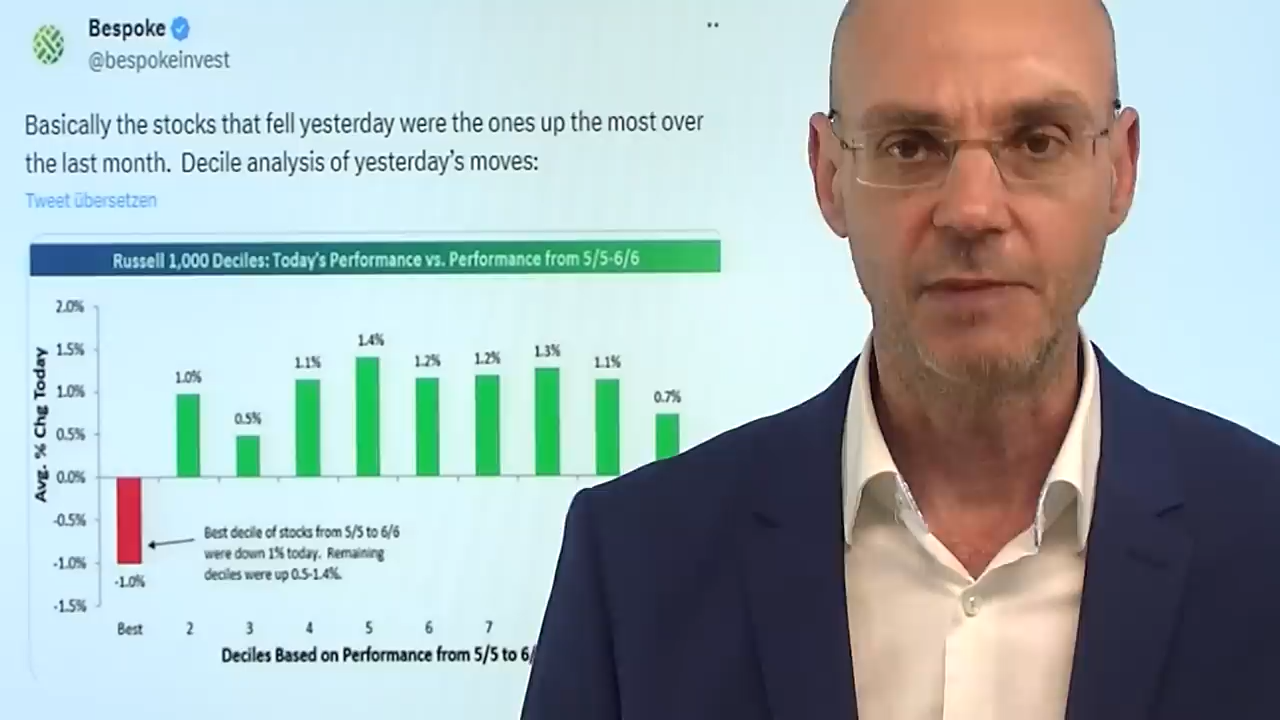 Bespoke
@bespokeinvest
Basically the stocks that fell yesterday were the ones up the most over
the last month. Decile analysis of yesterday's moves:
Tweet übersetzen
Russell 1,000 Deciles: Today's Performance vs. Performance from 5/5-6/6
Avg. % Chg Today
2.0%
1.5%
1.0%
0.5%
0.0%
-0.5%
-1.0%
-1.5%
-1.0%
1.0%
0.5%
1.1%
1.4%
1.2%
1.2%
1.3%
1.1%
0.7%
Best decile of stocks from 5/5 to 6/6
were down 1% today. Remaining
deciles were up 0.5-1.4%.
Best 2 3 4 5 6 7
Deciles Based on Performance from 5/5 to 6/